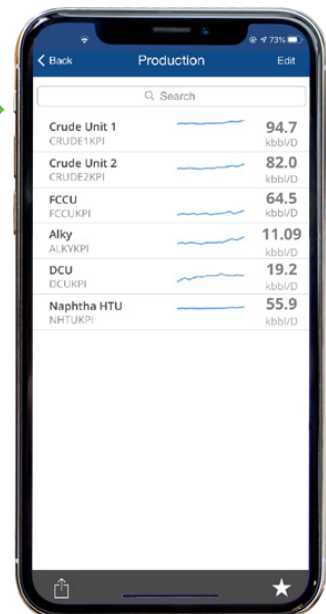 73%
Back Production Edit
Search
Crude Unit 1 94.7
CRUDE1KPI kbbl/D
Crude Unit 2 82.0
CRUDE2KPI kbbl/D
FCCU 64.5
FCCUKPI kbbl/D
Alky 11.09
ALKYKPI kbbl/D
DCU 19.2
DCUKPI kbbl/D
Naphtha HTU 55.9
NHTUKPI kbbl/D